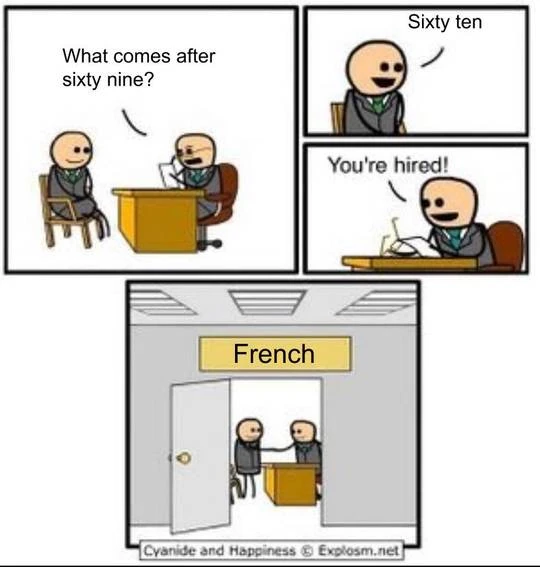 What comes after
sixty nine?
Sixty ten
You're hired!
French
Cyanide and Happiness © Explosm.net